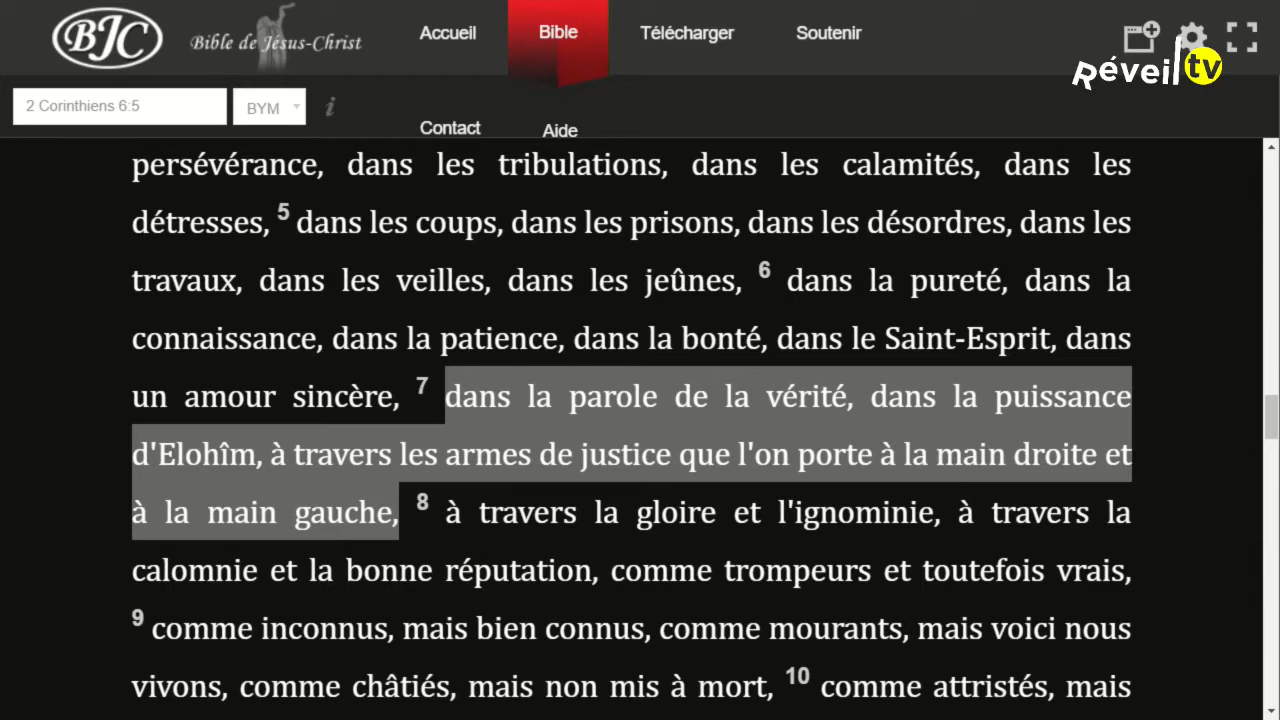 BJC
Bible de Jésus-Christ
Accueil
Bible
Télécharger
Soutenir
Réveil tv
2 Corinthiens 6:5
BYM
i
Contact
Aide
persévérance, dans les tribulations, dans les calamités, dans les
détresses, 5 dans les coups, dans les prisons, dans les désordres, dans les
travaux, dans les veilles, dans les jeûnes, 6 dans la pureté, dans la
connaissance, dans la patience, dans la bonté, dans le Saint-Esprit, dans
un amour sincère, 7 dans la parole de la vérité, dans la puissance
d'Elohîm, à travers les armes de justice que l'on porte à la main droite et
à la main gauche, 8 à travers la gloire et l'ignominie, à travers la
calomnie et la bonne réputation, comme trompeurs et toutefois vrais,
9 comme inconnus, mais bien connus, comme mourants, mais voici nous
vivons, comme châtiés, mais non mis à mort, 10 comme attristés, mais